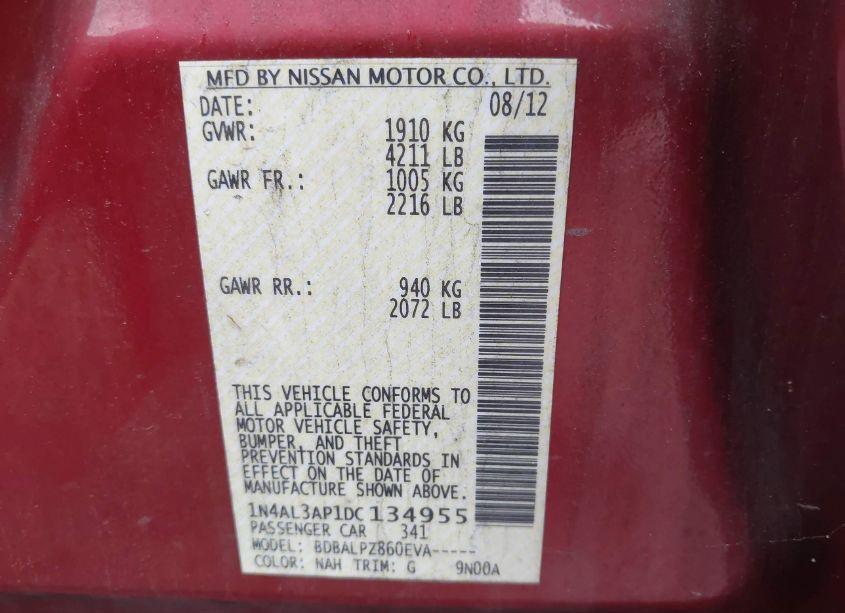 MFD BY NISSAN MOTOR CO., LTD.
DATE: 08/12
GVWR: 1910 KG
4211 LB
GAWR FR.: 1005 KG
2216 LB
GAWR RR.: 940 KG
2072 LB
THIS VEHICLE CONFORMS TO
ALL APPLICABLE FEDERAL
MOTOR VEHICLE SAFETY,
BUMPER, AND THEFT
PREVENTION STANDARDS IN
EFFECT ON THE DATE OF
MANUFACTURE SHOWN ABOVE.
1N4AL3AP1DC134955
PASSENGER CAR 341
MODEL: BDBALPZ860EVA-----
COLOR: NAH TRIM: G 9N00A